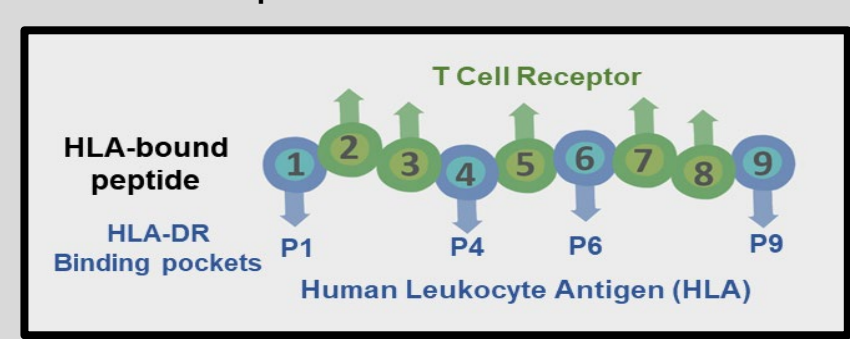 T Cell Receptor
HLA-bound
peptide
1 2 3 4 5 6 7 8 9
HLA-DR
Binding pockets
P1 P4 P6 P9
Human Leukocyte Antigen (HLA)